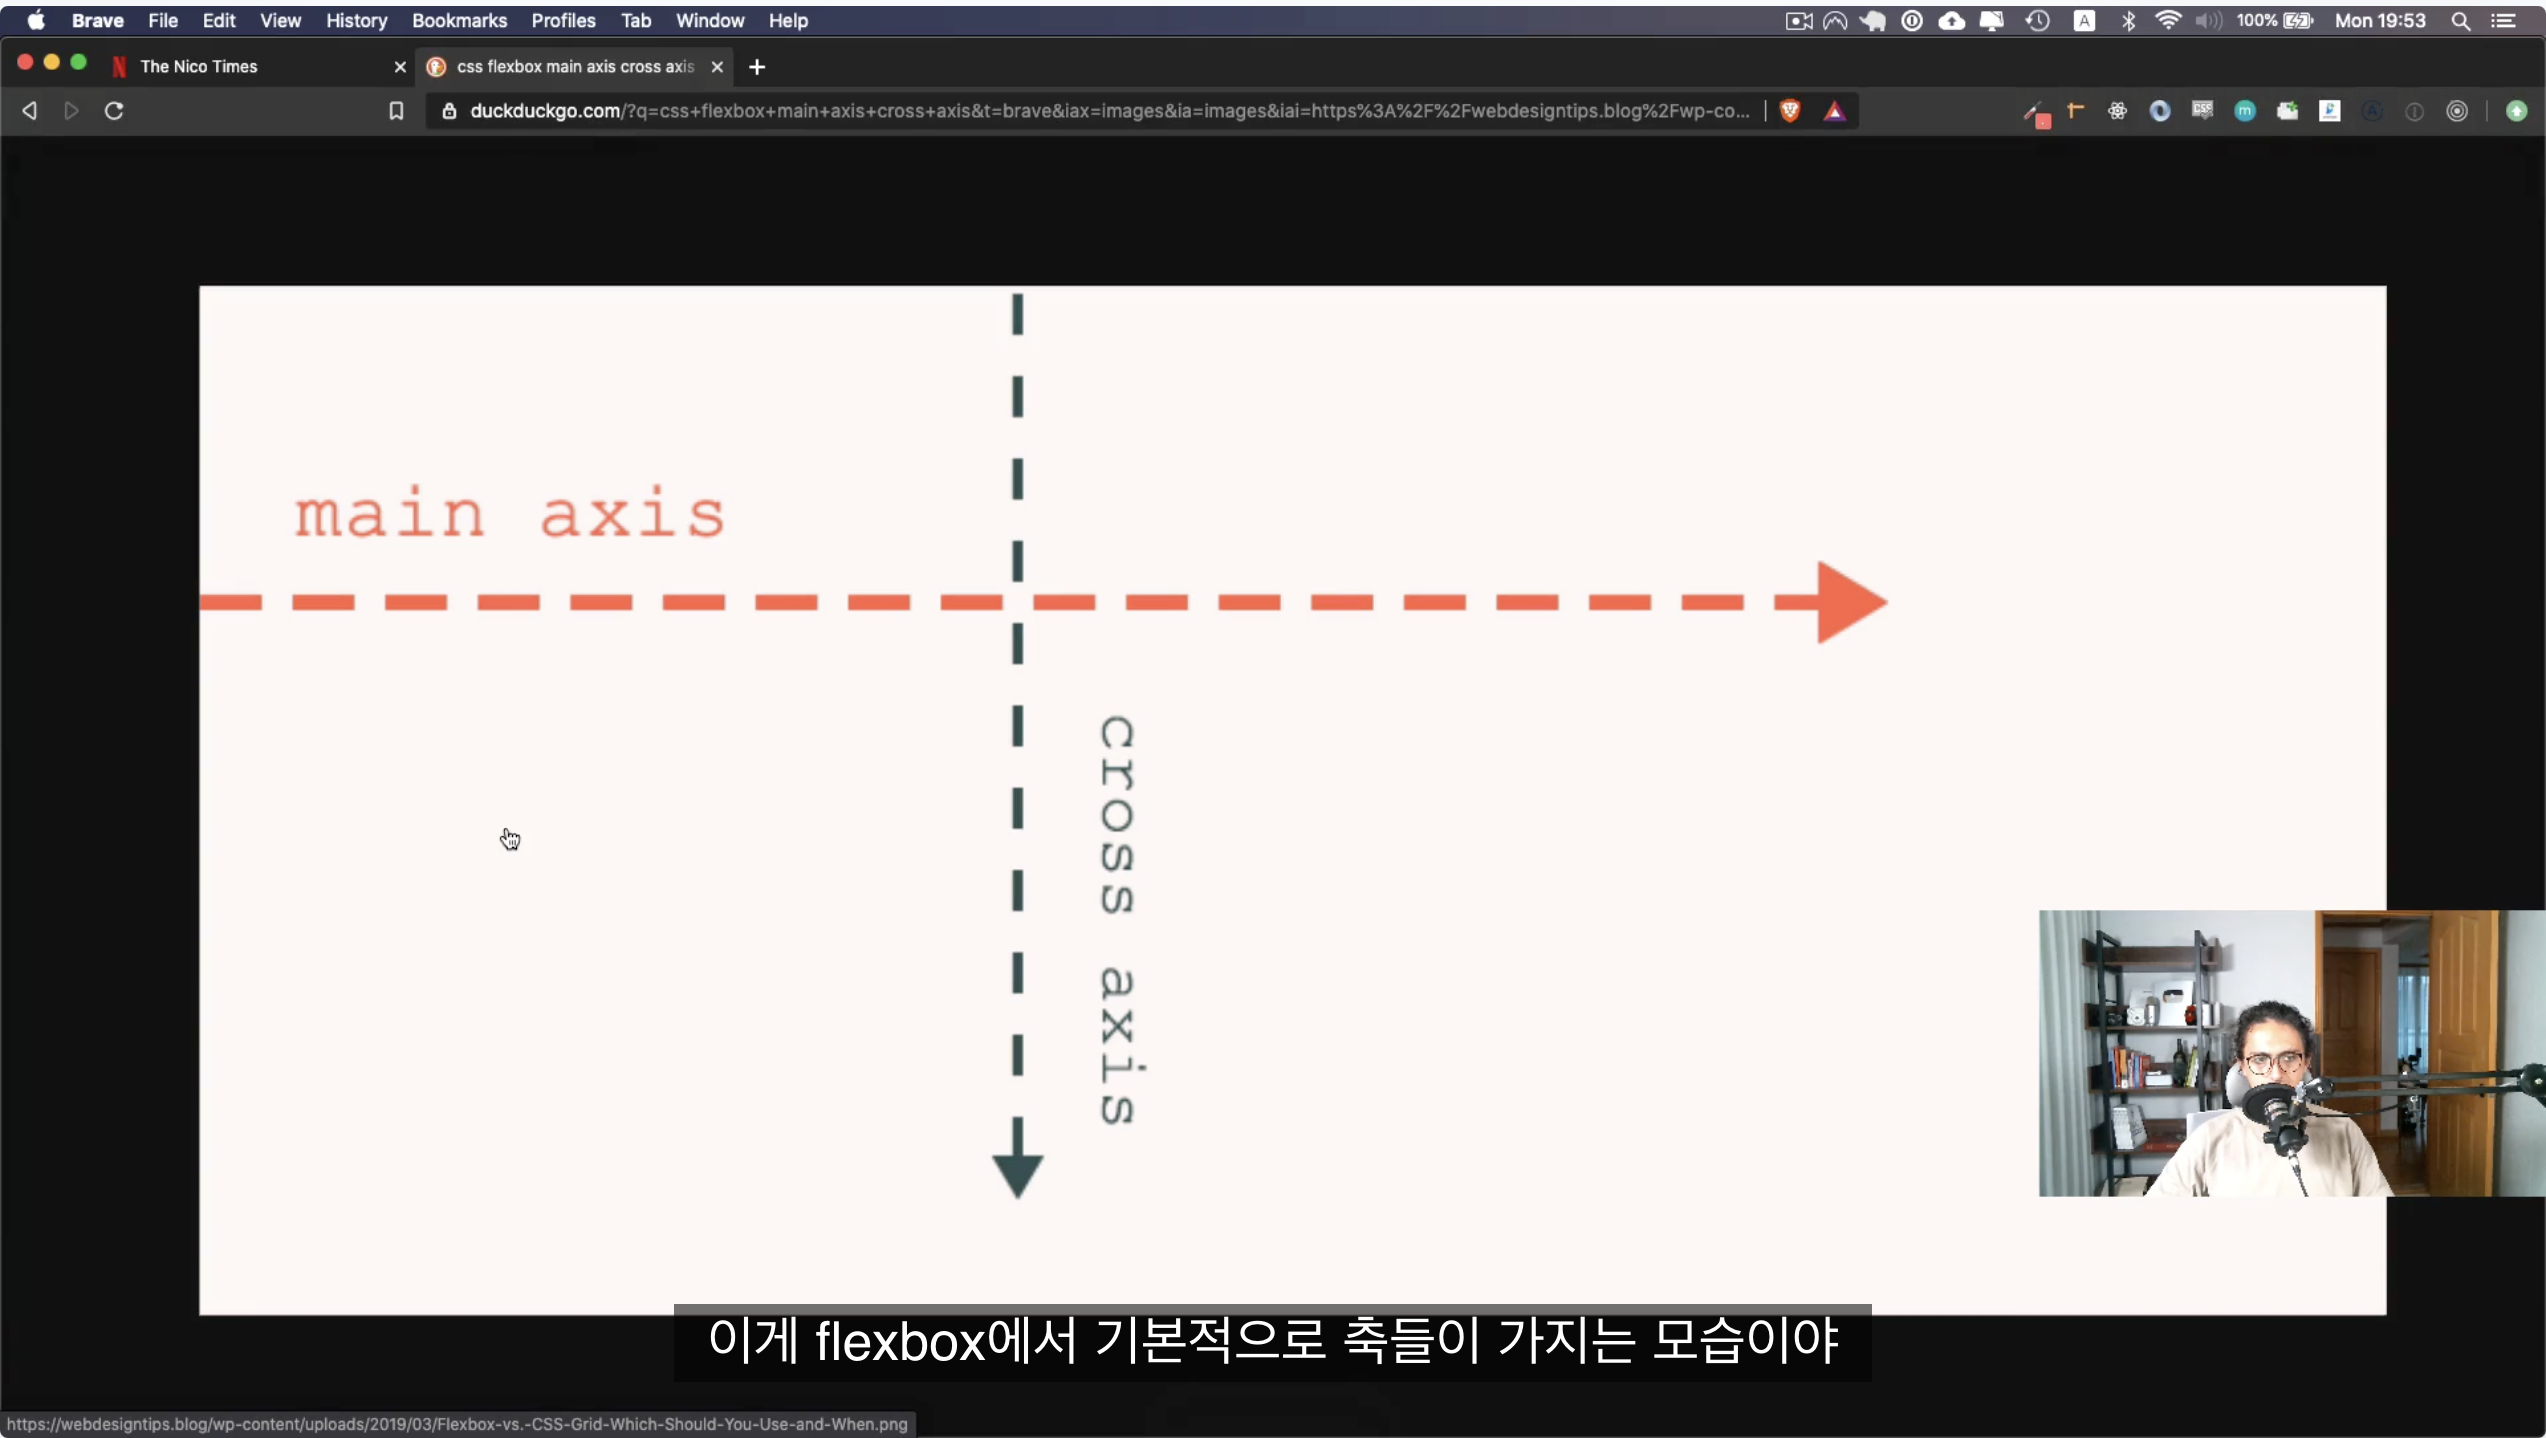 Brave File Edit View History Bookmarks Profiles Tab Window Help
A 100% Mon 19:53
The Nico Times
css flexbox main axis cross axis
duckduckgo.com/?q=css+flexbox+main+axis+cross+axis&t=brave&iax=images&ia=images&iai=https%3A%2F%2Fwebdesigntips.blog%2Fwp-co...
CSS m
main axis
cross axis
이게 flexbox에서 기본적으로 축들이 가지는 모습이야
https://webdesigntips.blog/wp-content/uploads/2019/03/Flexbox-vs.-CSS-Grid-Which-Should-You-Use-and-When.png